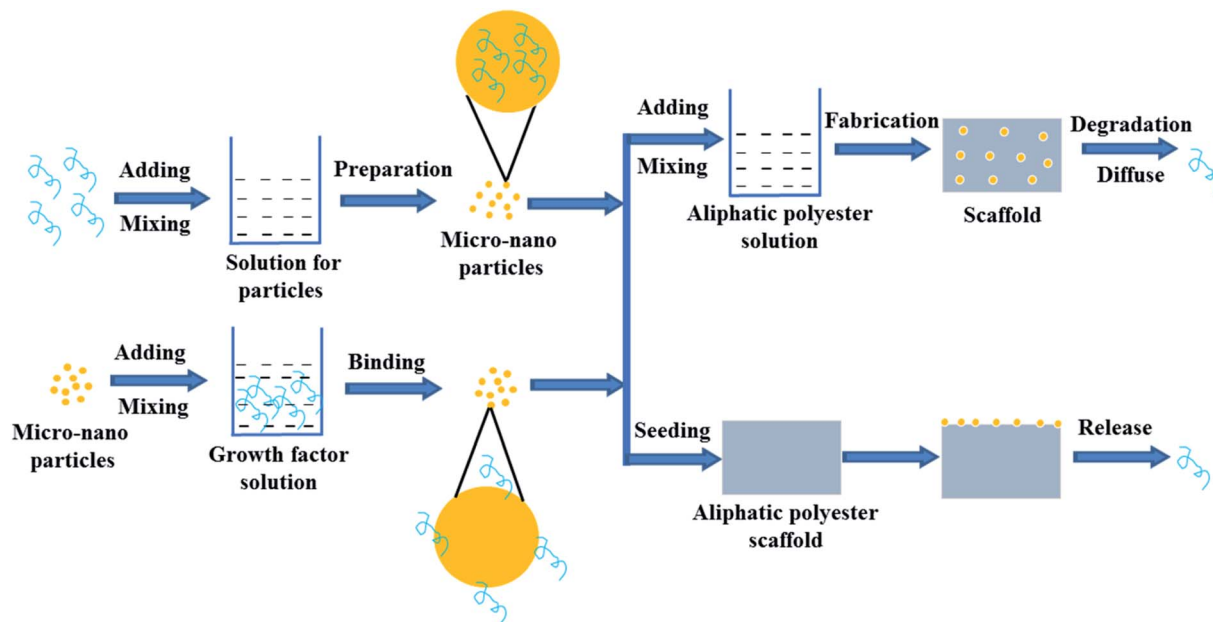 Adding
Mixing
Solution for
particles
Preparation
Micro-nano
particles
Adding
Mixing
Aliphatic polyester
solution
Fabrication
Scaffold
Degradation
Diffuse
Micro-nano
particles
Adding
Mixing
Growth factor
solution
Binding
Seeding
Aliphatic polyester
scaffold
Release